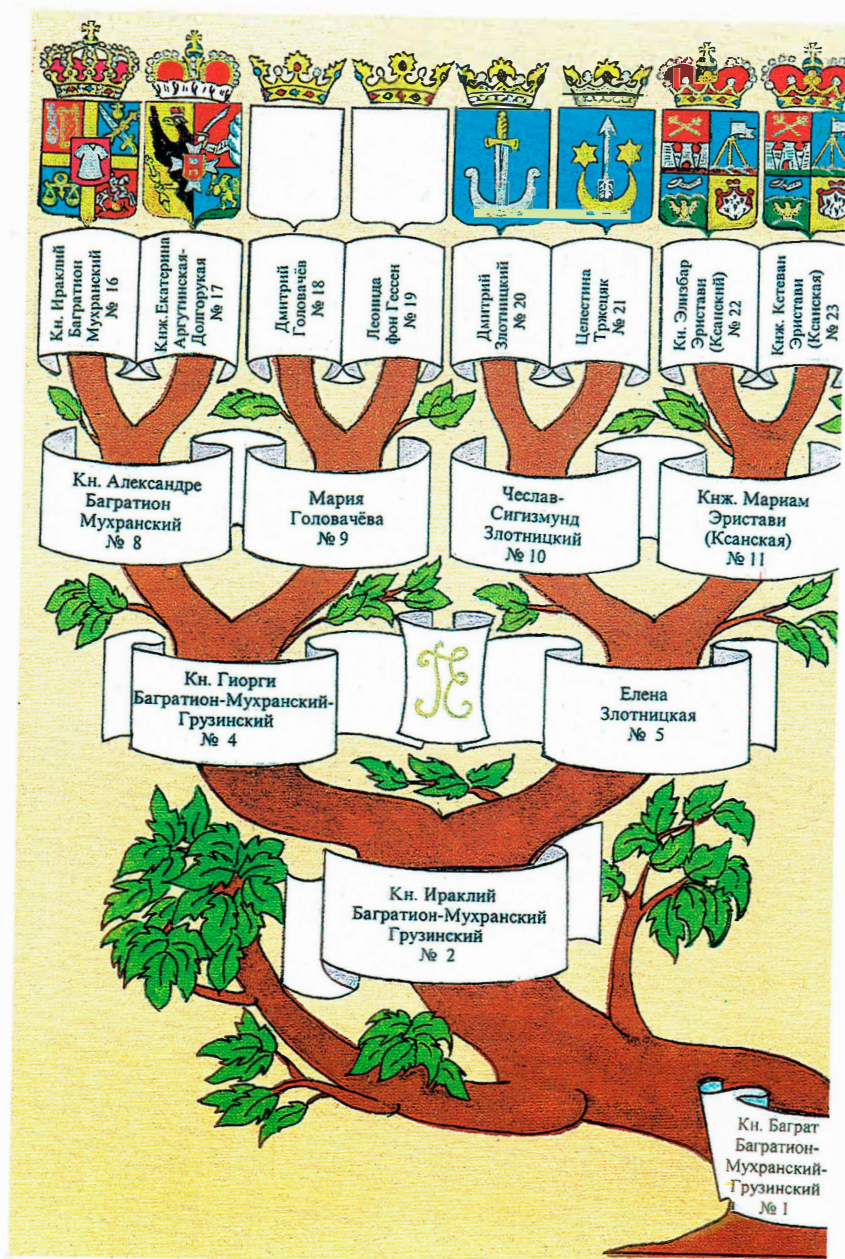 Кн. Ираклий
Багратион
Мухранский
№ 16
Кнж. Екатерина
Аргутинская-
Долгорукая
№ 17
Дмитрий
Головачёв
№ 18
Леонида
фон Гессен
№ 19
Дмитрий
Злотницкий
№ 20
Целестина
Тржецяк
№ 21
Кн. Элизбар
Эристави
(Ксанский)
№ 22
Кнж. Кетеван
Эристави
(Ксанская)
№ 23
Кн. Александре
Багратион
Мухранский
№ 8
Мария
Головачёва
№ 9
Чеслав-
Сигизмунд
Злотницкий
№ 10
Кнж. Мариам
Эристави
(Ксанская)
№ 11
Кн. Гиорги
Багратион-Мухранский-
Грузинский
№ 4
Елена
Злотницкая
№ 5
Кн. Ираклий
Багратион-Мухранский
Грузинский
№ 2
Кн. Баграт
Багратион-
Мухранский-
Грузинский
№ 1